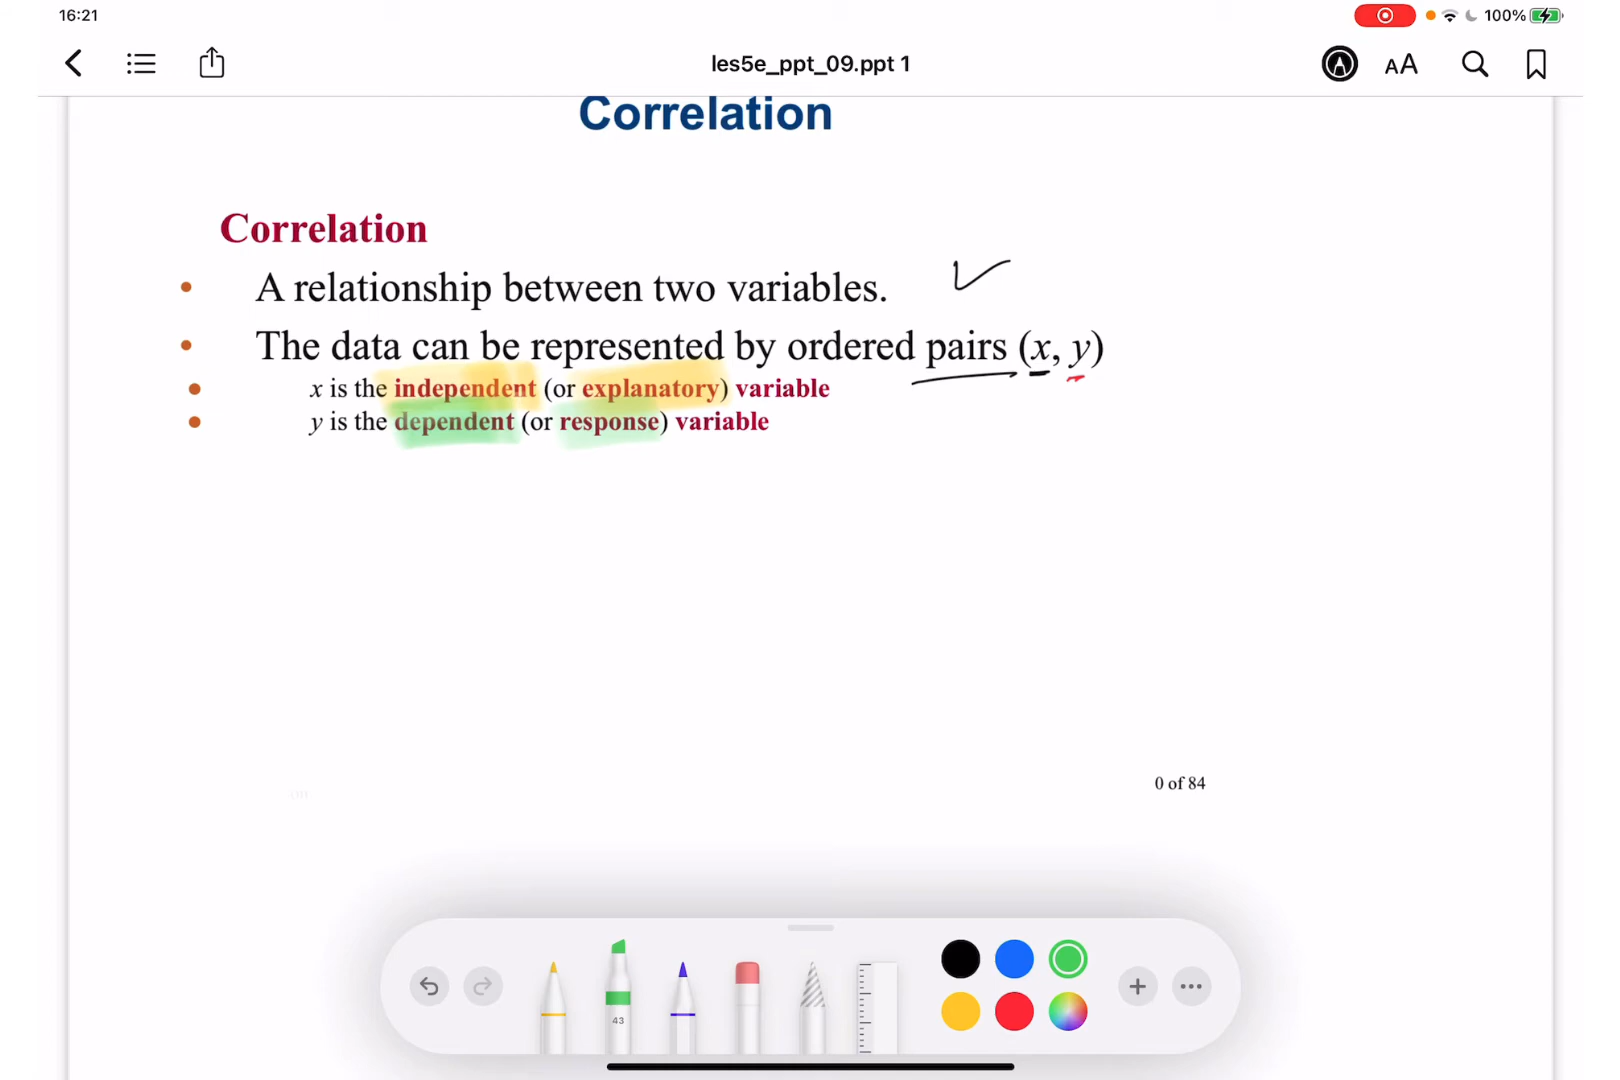 16:21
100%
les5e_ppt_09.ppt 1
AA
Correlation
Correlation
• A relationship between two variables.
• The data can be represented by ordered pairs (x, y)
• x is the independent (or explanatory) variable
• y is the dependent (or response) variable
0 of 84
43